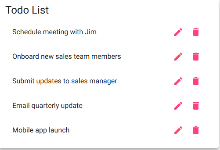 Todo List
Schedule meeting with Jim
Onboard new sales team members
Submit updates to sales manager
Email quarterly update
Mobile app launch